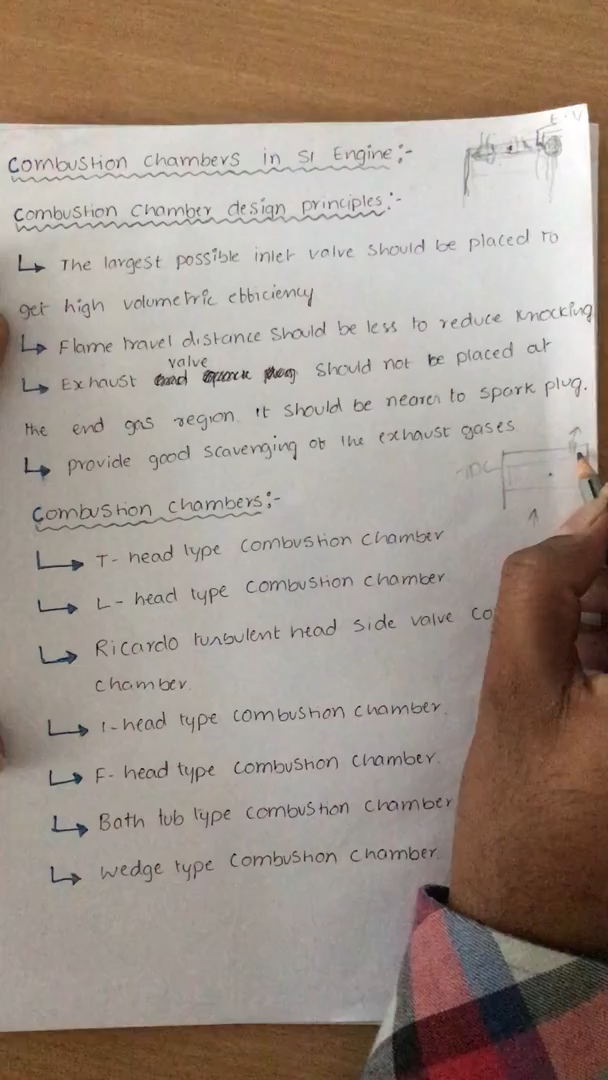 Combustion chambers in SI Engine:-
E.V
Combustion chamber design principles:-
↳ The largest possible inlet valve should be placed to
get high volumetric efficiency
↳ Flame travel distance should be less to reduce knocking
valve
↳ Exhaust should not be placed at
the end gas region. it should be nearer to spark plug.
↳ provide good scavenging of the exhaust gases
TDC
Combustion chambers:-
↳ T- head type combustion chamber
↳ L- head type combustion chamber
↳ Ricardo turbulent head side valve co
chamber.
↳ I-head type combustion chamber.
↳ F- head type combustion chamber.
↳ Bath tub type combustion chamber
↳ wedge type combustion chamber.